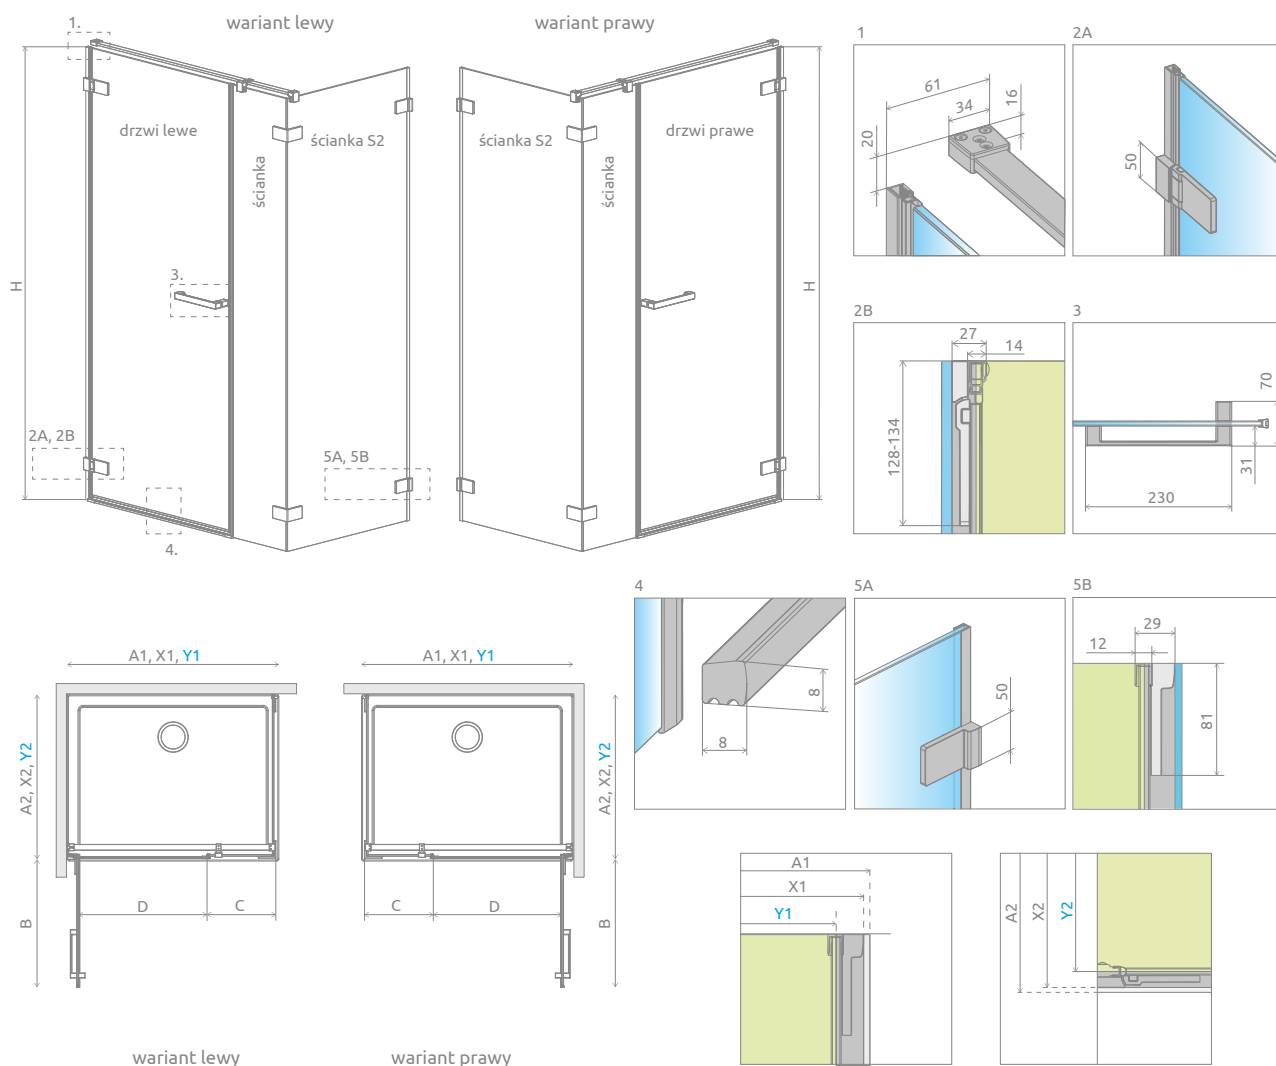 wariant lewy
wariant prawy
1.
drzwi lewe
ścianka
ścianka S2
H
3.
2A, 2B
4.
5A, 5B
ścianka S2
ścianka
drzwi prawe
H
1
61
34
16
20
2A
50
2B
27
14
128-134
3
70
31
230
4
8
8
5A
50
5B
29
12
81
A1, X1, Y1
A2, X2, Y2
B
D
C
A1, X1, Y1
A2, X2, Y2
B
C
D
A1
X1
Y1
A2
X2
Y2
wariant lewy
wariant prawy